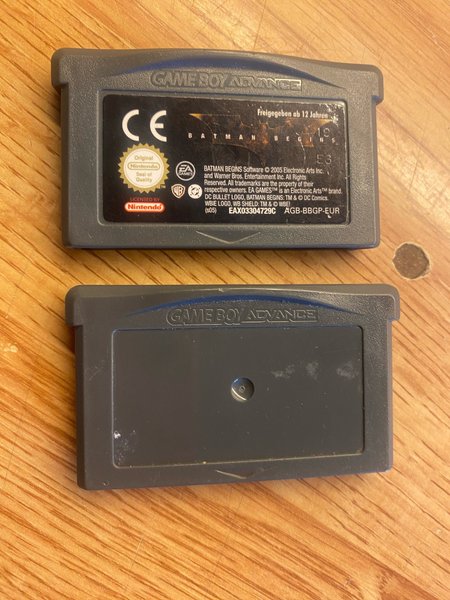 GAME BOY ADVANCE
CE
Freigegeben ab 12 Jahren
BATMAN BEGINS
Original
Nintendo
Seal of
Quality
LICENSED BY
Nintendo
EA
GAMES
BATMAN BEGINS Software © 2005 Electronic Arts Inc.
and Warner Bros. Entertainment Inc. All Rights
Reserved. All trademarks are the property of their
respective owners. EA GAMES™ is an Electronic Arts™ brand.
DC BULLET LOGO, BATMAN BEGINS: TM & © DC Comics.
WBIE LOGO, WB SHIELD: TM & © WBEI
(s05)
EAX03304729C
AGB-BBGP-EUR
GAME BOY ADVANCE